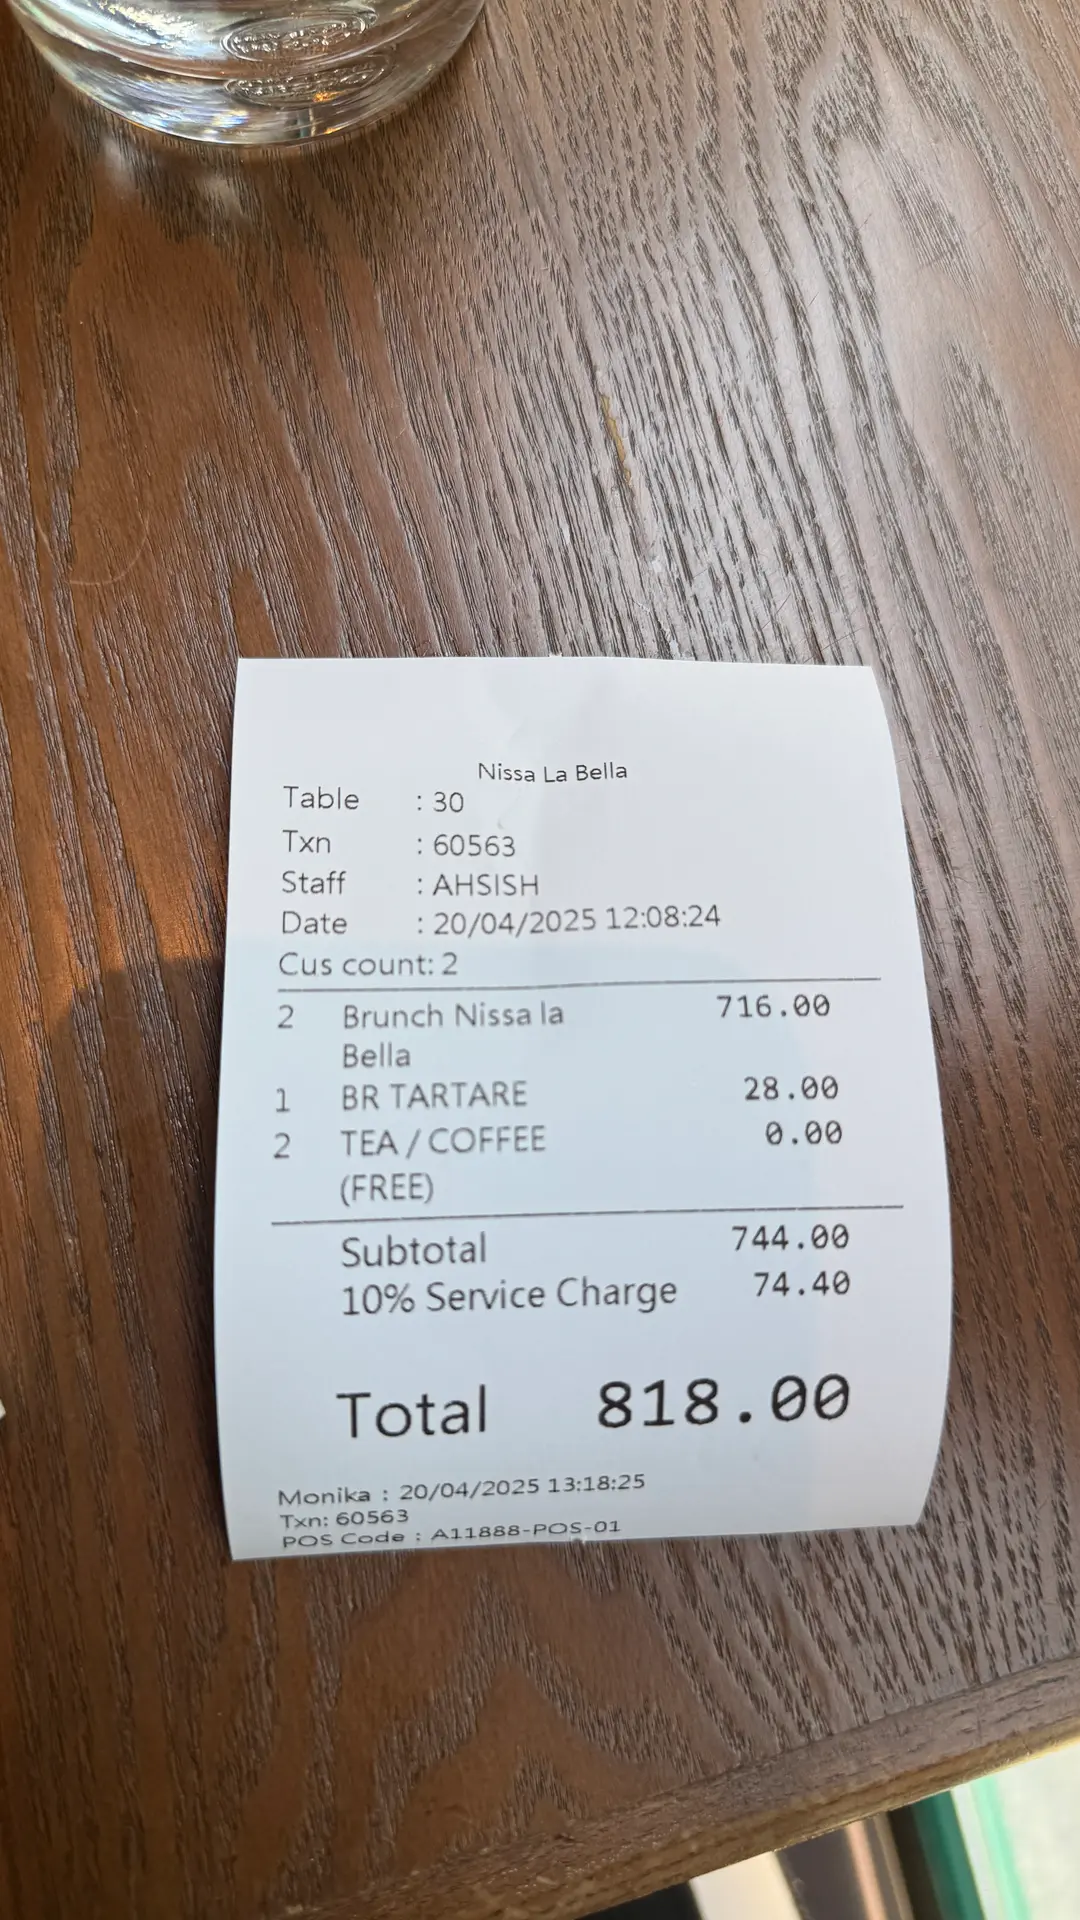 Nissa La Bella
Table : 30
Txn : 60563
Staff : AHSISH
Date : 20/04/2025 12:08:24
Cus count: 2
2 Brunch Nissa la 716.00
Bella
1 BR TARTARE 28.00
2 TEA / COFFEE 0.00
(FREE)
Subtotal 744.00
10% Service Charge 74.40
Total 818.00
Monika : 20/04/2025 13:18:25
Txn: 60563
POS Code : A11888-POS-01